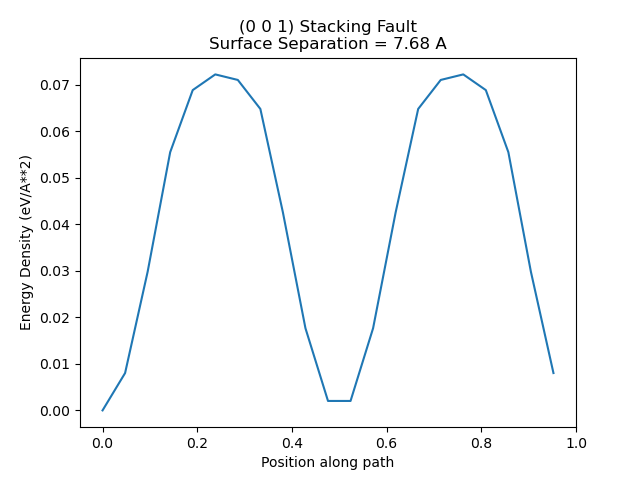 (0 0 1) Stacking Fault
Surface Separation = 7.68 A
Energy Density (eV/A**2)
0.07
0.06
0.05
0.04
0.03
0.02
0.01
0.00
0.0 0.2 0.4 0.6 0.8 1.0
Position along path